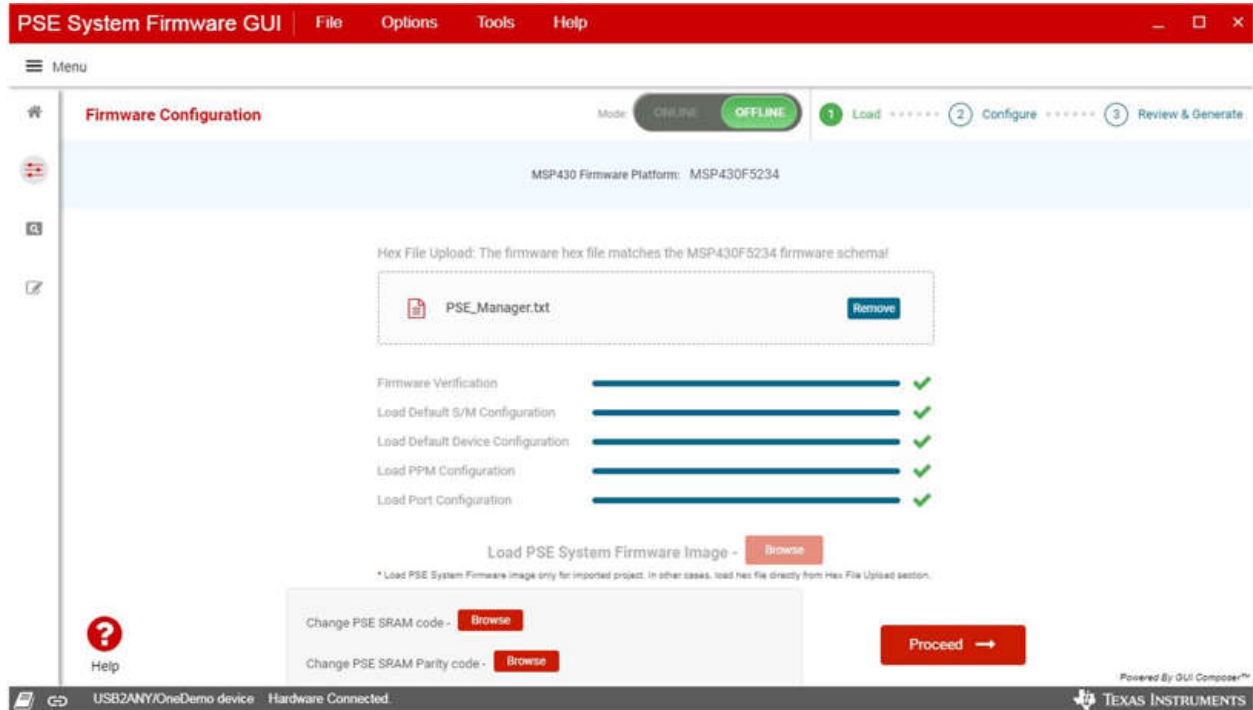 PSE System Firmware GUI File Options Tools Help
Menu
Firmware Configuration Mode: ONLINE OFFLINE 1 Load 2 Configure 3 Review & Generate
MSP430 Firmware Platform: MSP430F5234
Hex File Upload: The firmware hex file matches the MSP430F5234 firmware schema!
PSE_Manager.txt Remove
Firmware Verification
Load Default S/M Configuration
Load Default Device Configuration
Load PPM Configuration
Load Port Configuration
Load PSE System Firmware Image - Browse
* Load PSE System Firmware image only for imported project. In other cases, load hex file directly from Hex File Upload section.
Change PSE SRAM code - Browse
Change PSE SRAM Parity code - Browse
Proceed →
? Help
Powered By GUI Composer™
USB2ANY/OneDemo device Hardware Connected. TEXAS INSTRUMENTS